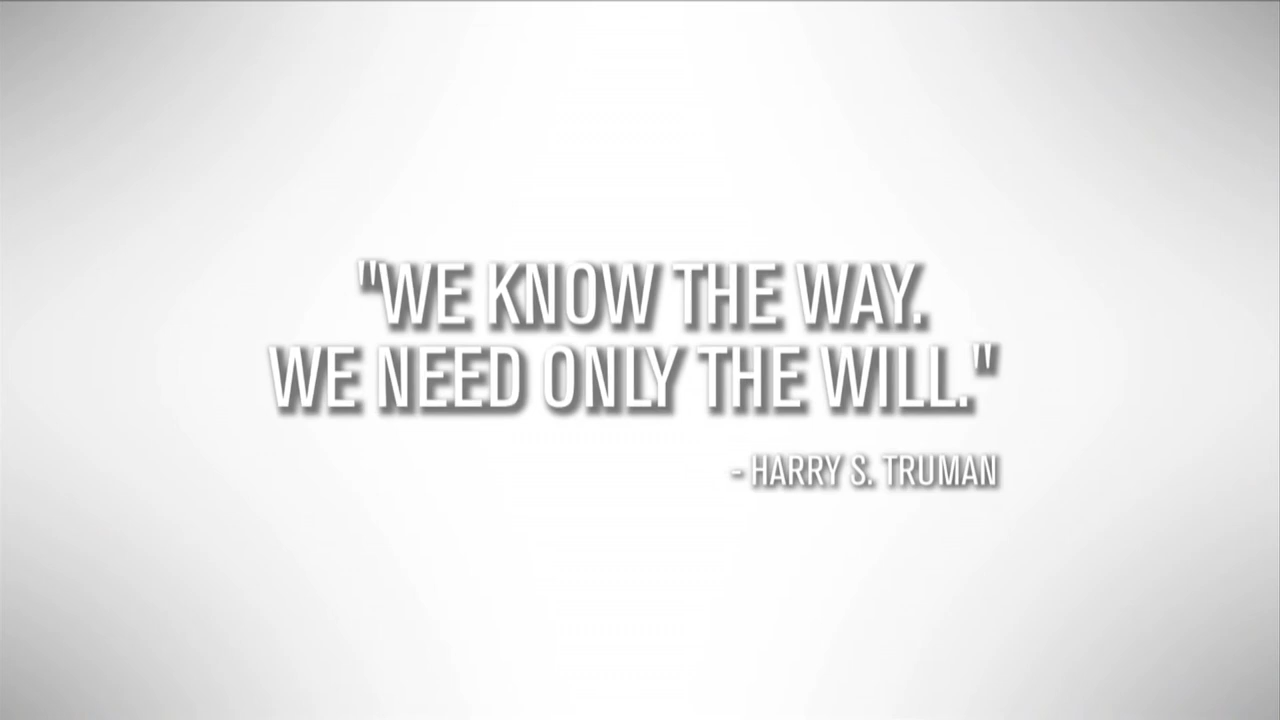 "WE KNOW THE WAY.
WE NEED ONLY THE WILL."
- HARRY S. TRUMAN